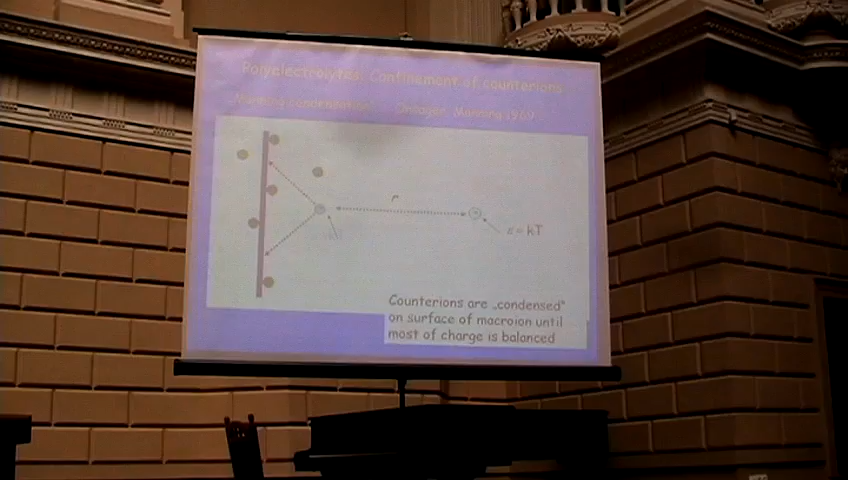 Polyelectrolytes: Confinement of counterions
Manning condensation: Onsager, Manning 1969
r
ε ≈ kT
Counterions are „condensed“
on surface of macroion until
most of charge is balanced